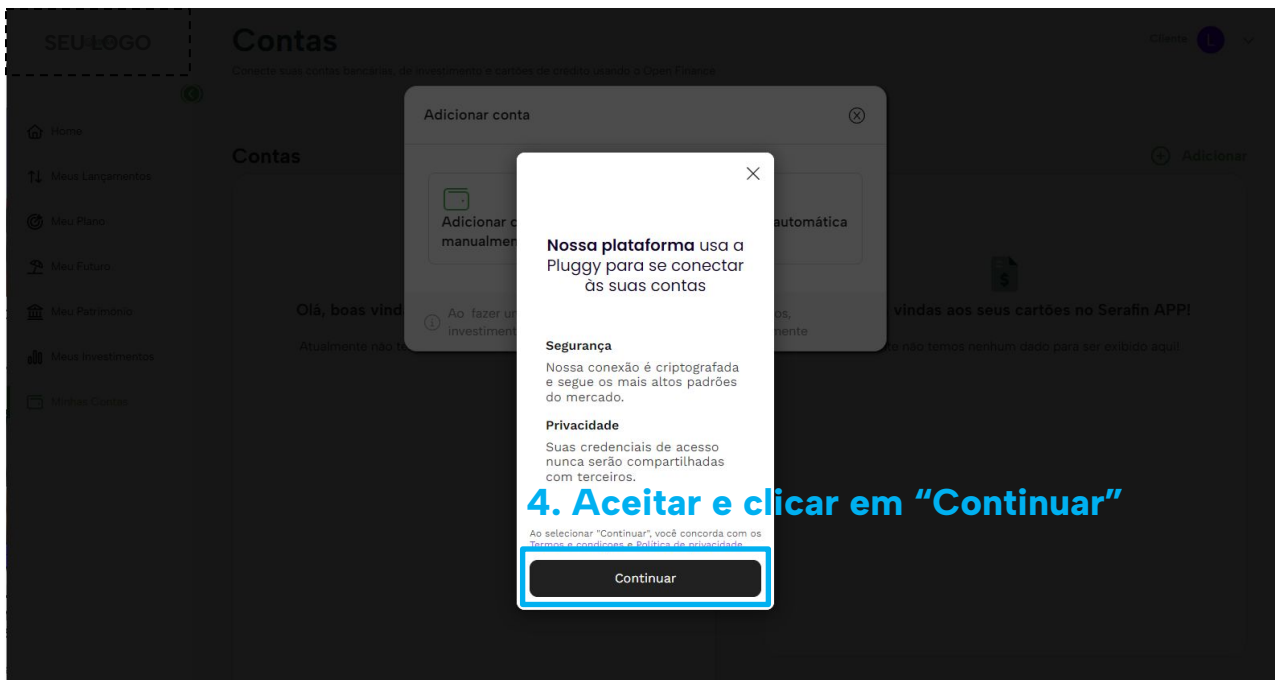 SEU LOGO
Contas
Conecte suas contas bancárias, de investimento e cartões de crédito usando o Open Finance
Cliente
L
Home
Meus Lançamentos
Meu Plano
Meu Futuro
Meu Patrimônio
Meus Investimentos
Minhas Contas
Contas
Adicionar
Adicionar conta
Adicionar c
manualmen
automática
Ao fazer u
os,
investiment
mente
Olá, boas vind
vindas aos seus cartões no Serafin APP!
Atualmente não te
te não temos nenhum dado para ser exibido aqui!
Nossa plataforma usa a
Pluggy para se conectar
às suas contas
Segurança
Nossa conexão é criptografada
e segue os mais altos padrões
do mercado.
Privacidade
Suas credenciais de acesso
nunca serão compartilhadas
com terceiros.
4. Aceitar e clicar em “Continuar”
Ao selecionar "Continuar", você concorda com os
Termos e condiçoes e Política de privacidade
Continuar